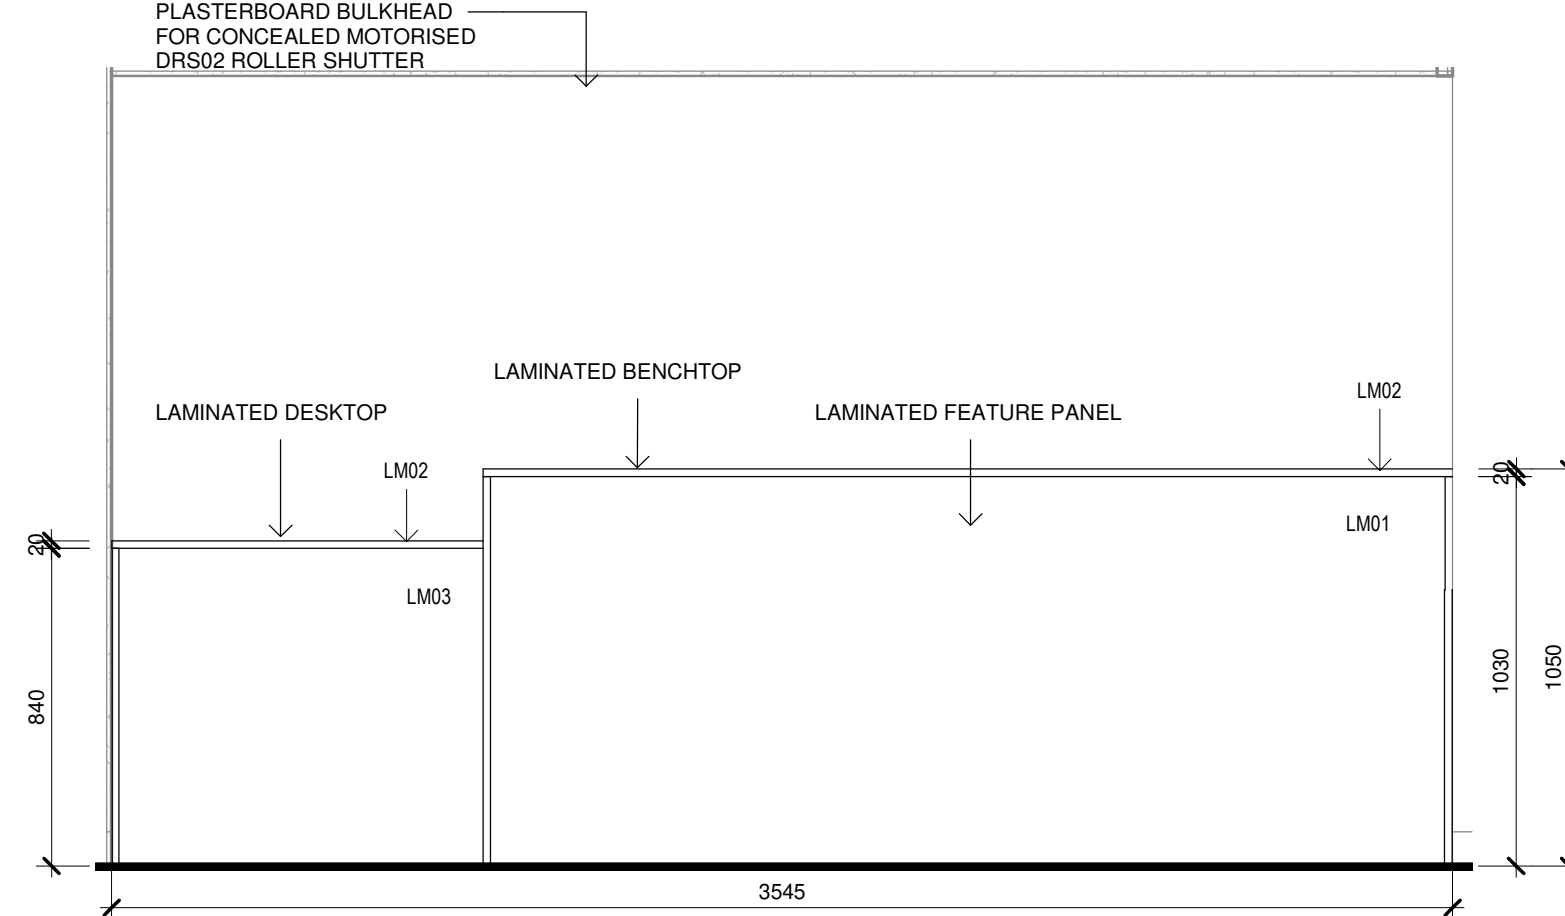 PLASTERBOARD BULKHEAD
FOR CONCEALED MOTORISED
DRS02 ROLLER SHUTTER
LAMINATED BENCHTOP
LM02
LAMINATED DESKTOP
LAMINATED FEATURE PANEL
LM02
20
LM01
20
LM03
1030
1050
840
3545